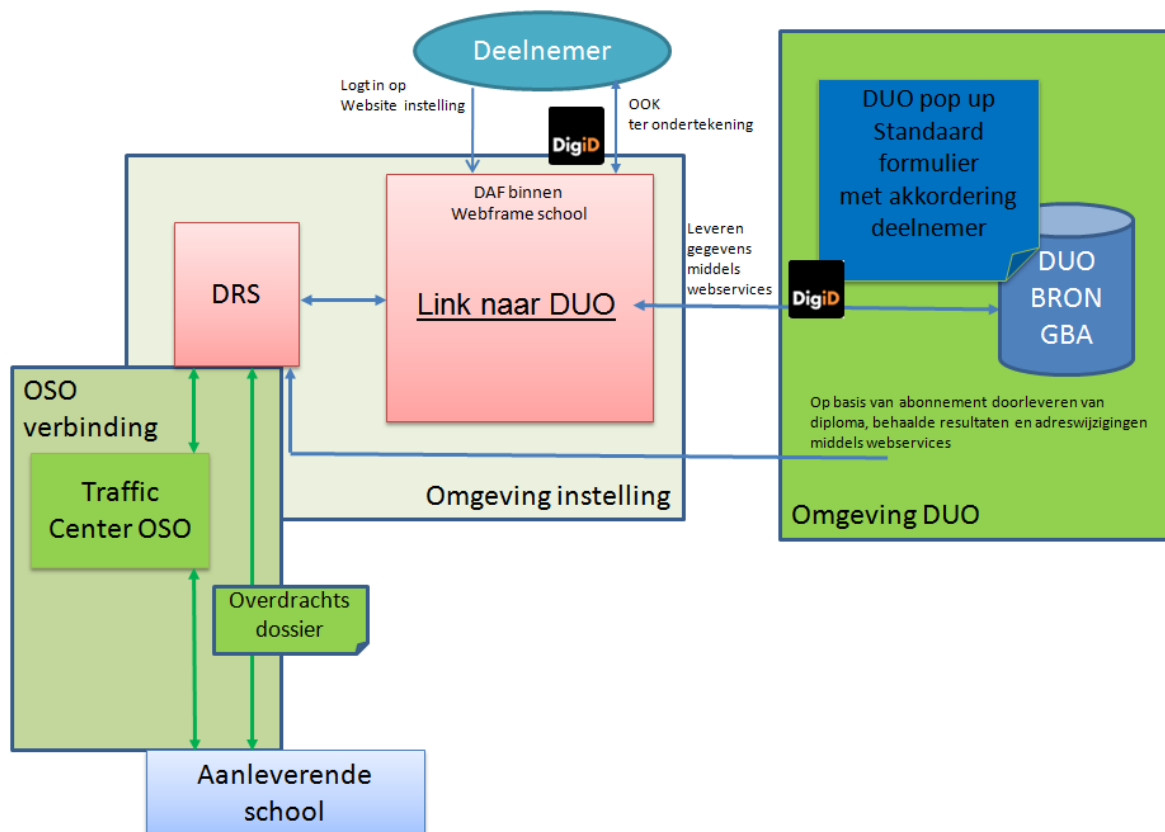 Deelnemer
Logt in op
Website instelling
OOK
ter ondertekening
DigiD
DUO pop up
Standaard
formulier
met akkordering
deelnemer
DAF binnen
Webframe school
Link naar DUO
DRS
Leveren
gegevens
middels
webservices
DigiD
DUO
BRON
GBA
OSO
verbinding
Op basis van abonnement doorleveren van
diploma, behaalde resultaten en adreswijzigingen
middels webservices
Traffic
Center OSO
Omgeving instelling
Omgeving DUO
Overdrachts
dossier
Aanleverende
school